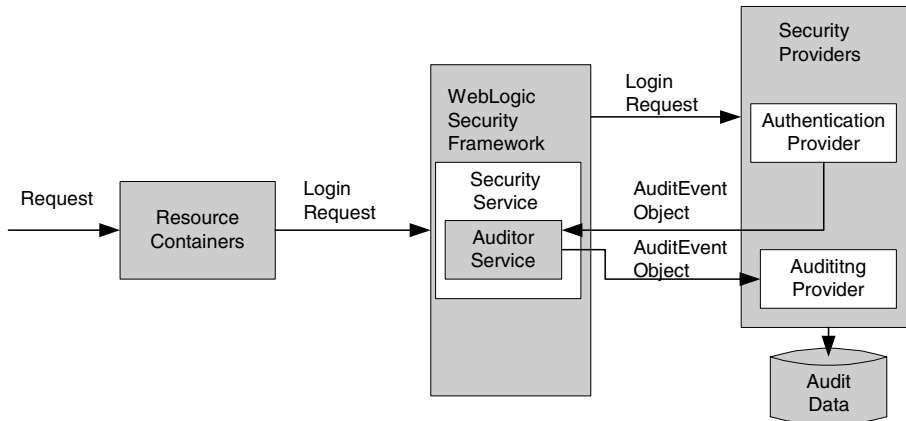 Request
Resource
Containers
Login
Request
WebLogic
Security
Framework
Security
Service
Auditor
Service
Login
Request
AuditEvent
Object
AuditEvent
Object
Security
Providers
Authentication
Provider
Audititng
Provider
Audit
Data